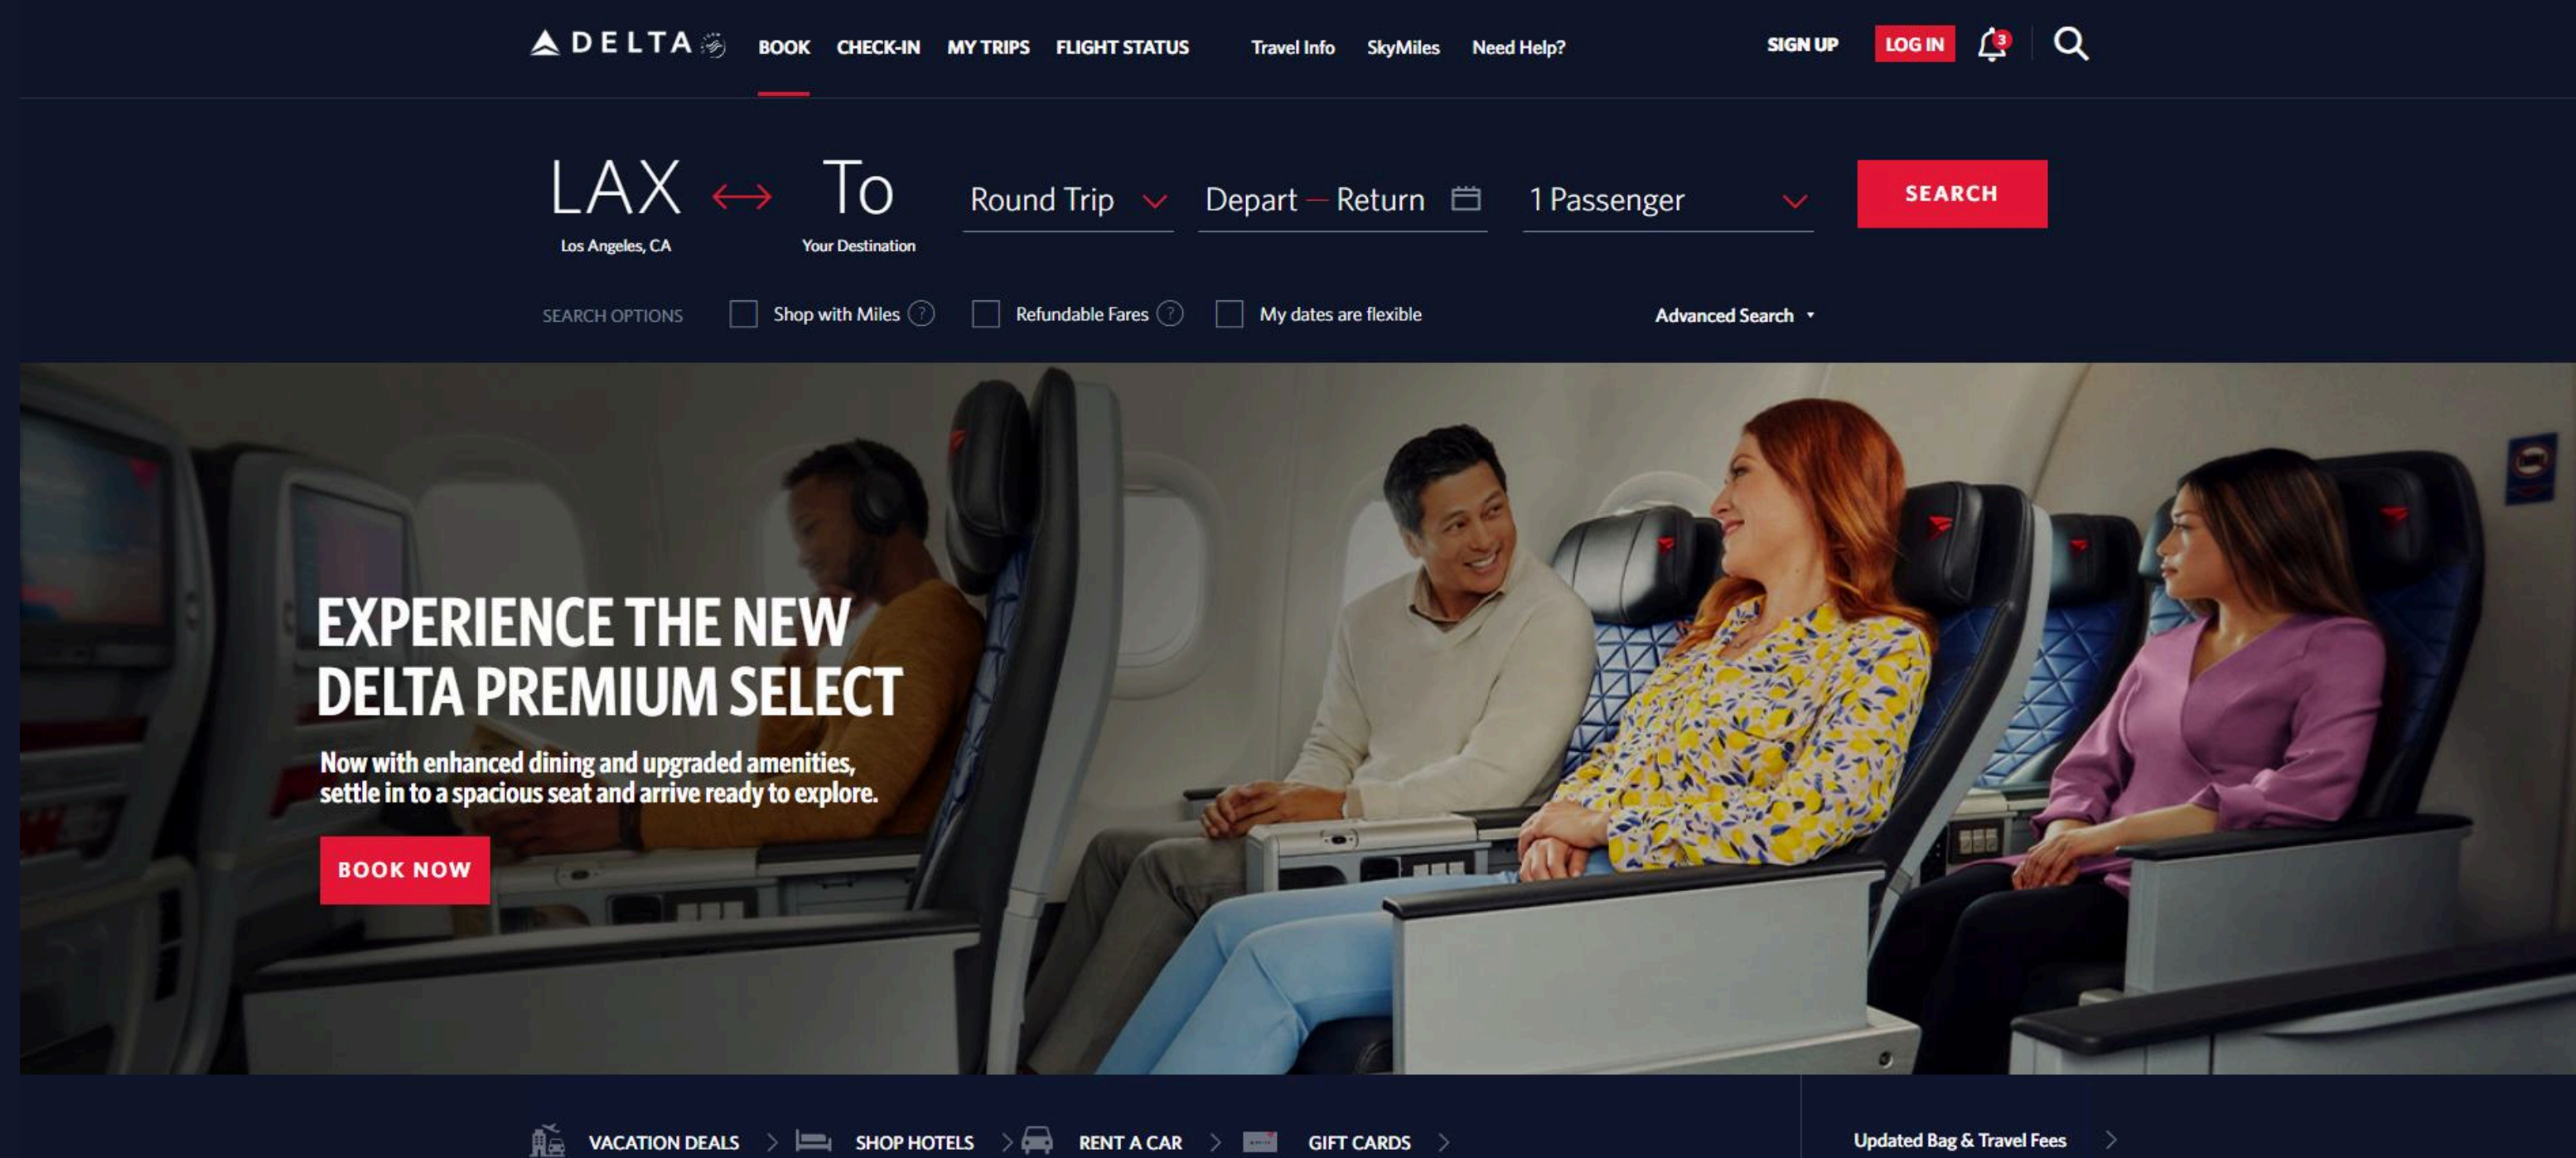 DELTA
BOOK CHECK-IN MY TRIPS FLIGHT STATUS Travel Info SkyMiles Need Help? SIGN UP LOG IN 3
LAX To Round Trip Depart — Return 1 Passenger SEARCH
Los Angeles, CA Your Destination
SEARCH OPTIONS Shop with Miles ? Refundable Fares ? My dates are flexible Advanced Search
EXPERIENCE THE NEW
DELTA PREMIUM SELECT
Now with enhanced dining and upgraded amenities,
settle in to a spacious seat and arrive ready to explore.
BOOK NOW
VACATION DEALS SHOP HOTELS RENT A CAR GIFT CARDS Updated Bag & Travel Fees